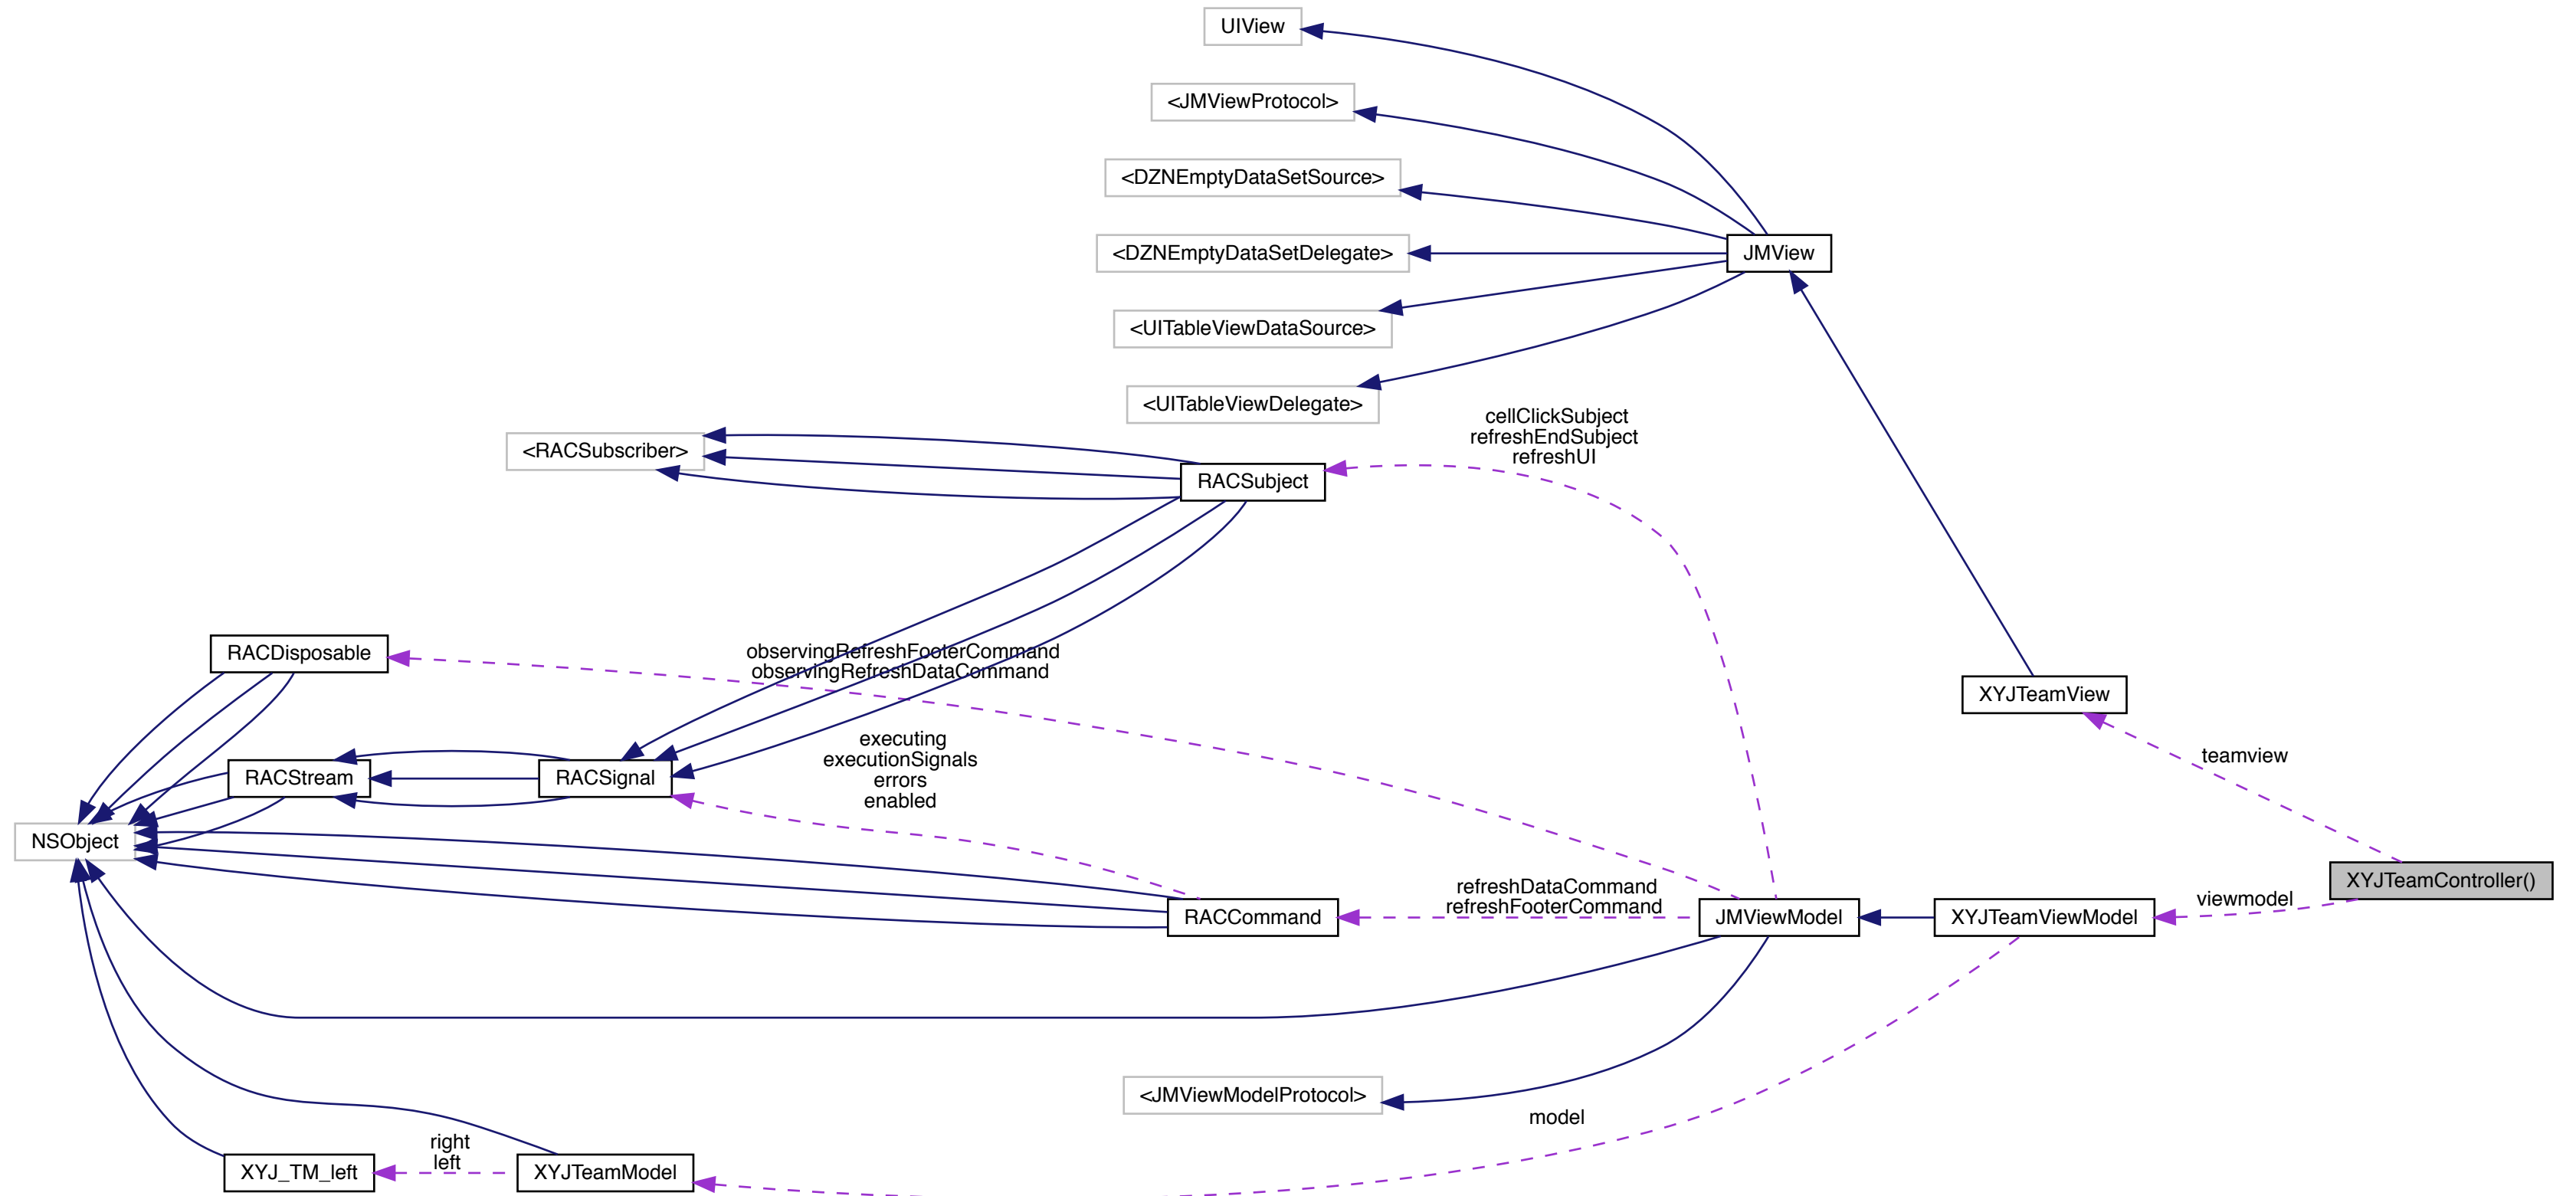 UIView
<JMViewProtocol>
<DZNEmptyDataSetSource>
<DZNEmptyDataSetDelegate>
JMView
<UITableViewDataSource>
<UITableViewDelegate>
cellClickSubject
refreshEndSubject
refreshUI
<RACSubscriber>
RACSubject
RACDisposable
observingRefreshFooterCommand
observingRefreshDataCommand
XYJTeamView
teamview
executing
executionSignals
errors
enabled
RACStream
RACSignal
NSObject
XYJTeamController()
refreshDataCommand
refreshFooterCommand
viewmodel
RACCommand
JMViewModel
XYJTeamViewModel
<JMViewModelProtocol>
model
right
left
XYJ_TM_left
XYJTeamModel